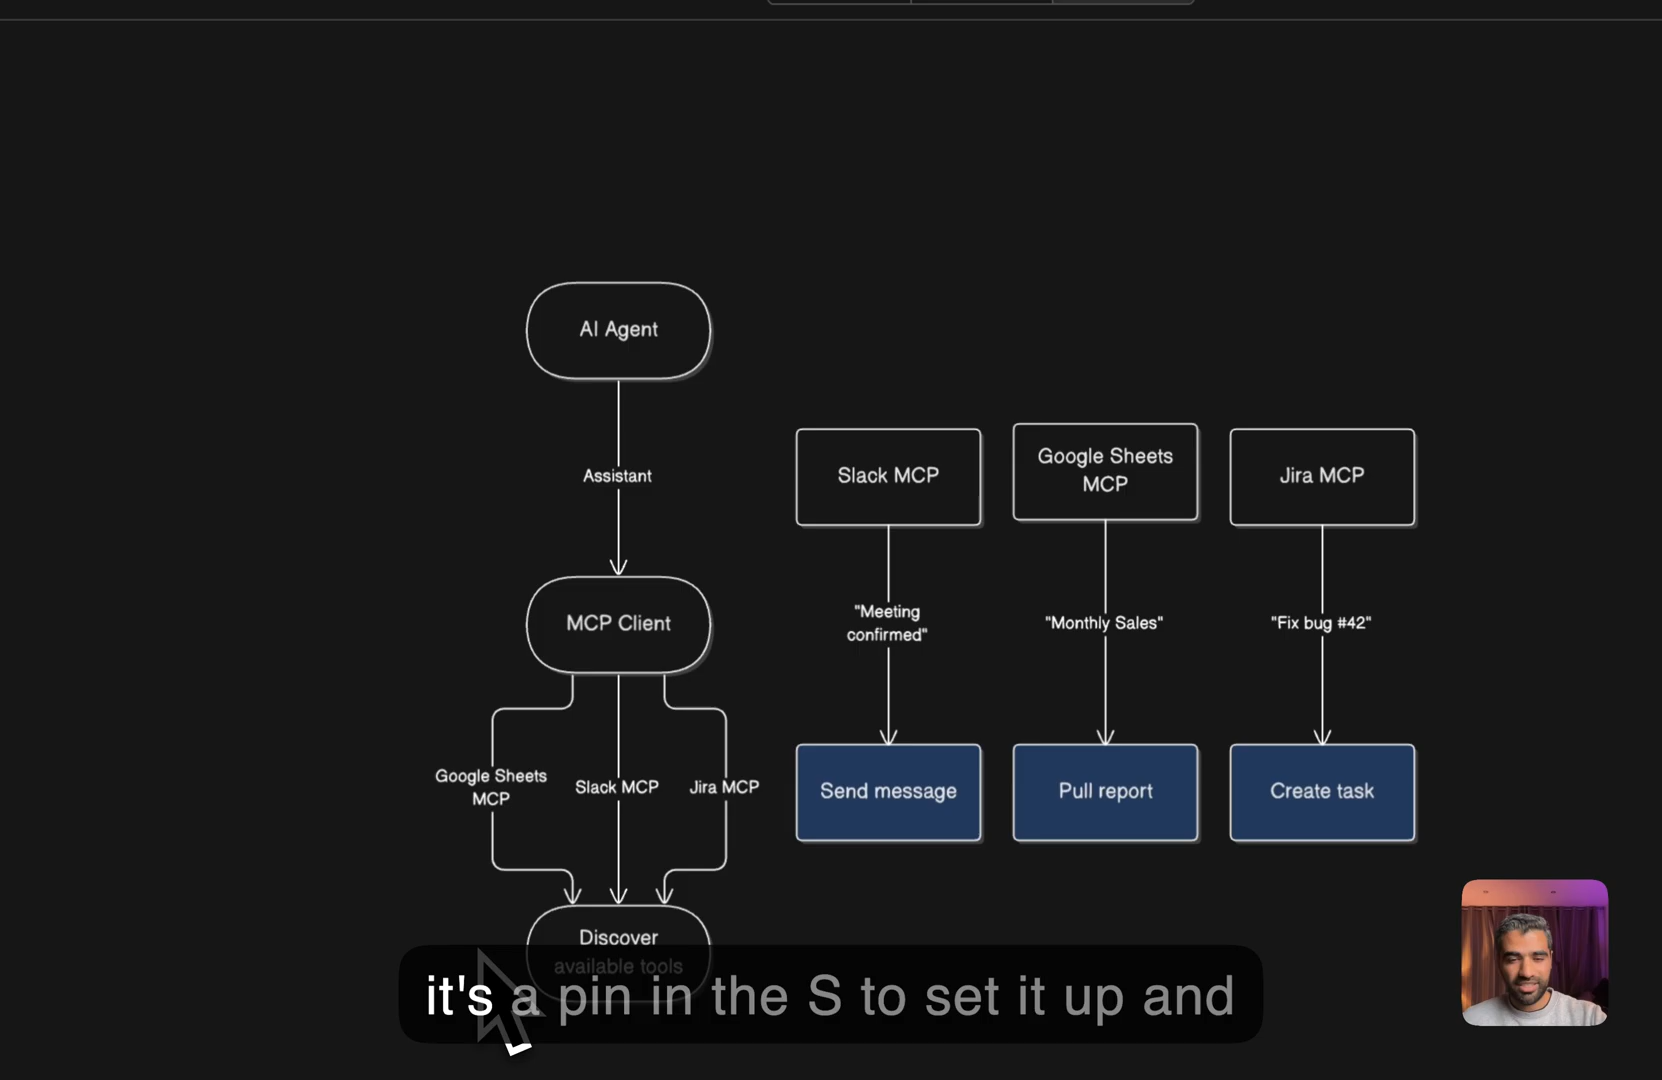 AI Agent
Assistant
MCP Client
Google Sheets
MCP
Slack MCP
Jira MCP
Discover
available tools
Slack MCP
Google Sheets
MCP
Jira MCP
"Meeting
confirmed"
"Monthly Sales"
"Fix bug #42"
Send message
Pull report
Create task
it's a pin in the S to set it up and